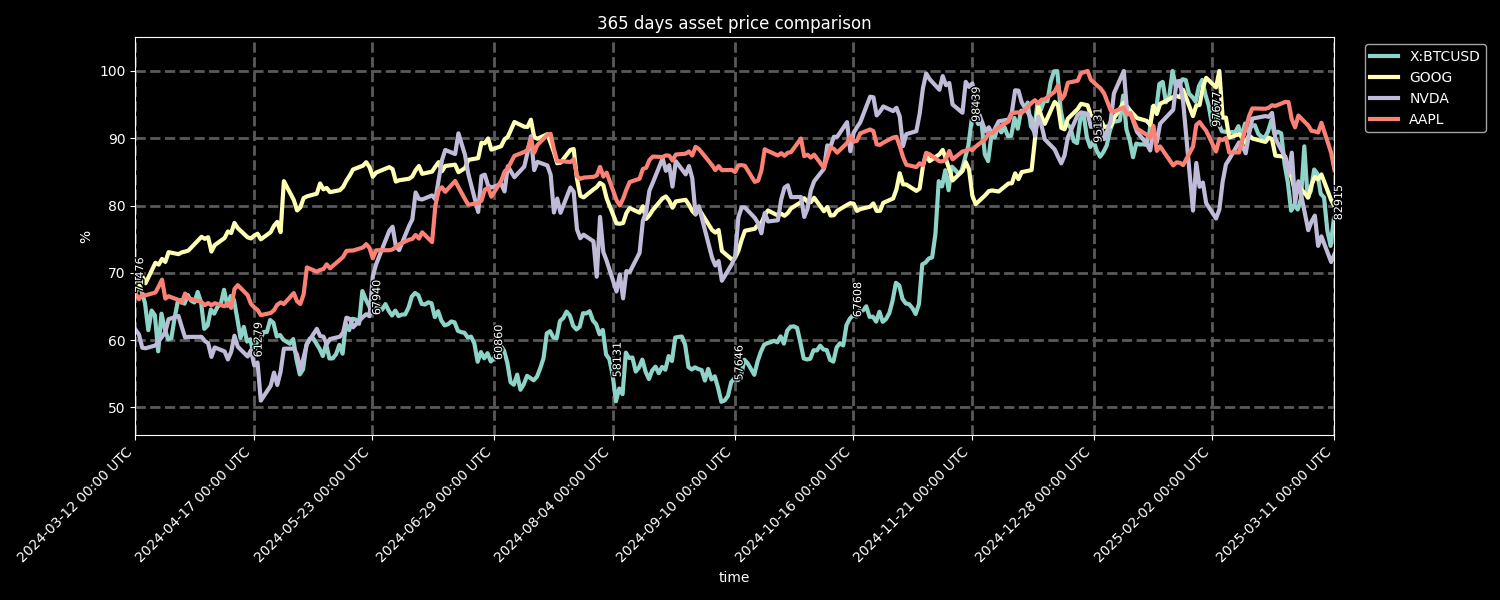 365 days asset price comparison
X:BTCUSD
GOOG
NVDA
AAPL
%
100
90
80
70
60
50
71476
61279
67940
60860
58131
57646
67608
98439
95131
97677
82915
2024-03-12 00:00 UTC
2024-04-17 00:00 UTC
2024-05-23 00:00 UTC
2024-06-29 00:00 UTC
2024-08-04 00:00 UTC
2024-09-10 00:00 UTC
2024-10-16 00:00 UTC
2024-11-21 00:00 UTC
2024-12-28 00:00 UTC
2025-02-02 00:00 UTC
2025-03-11 00:00 UTC
time